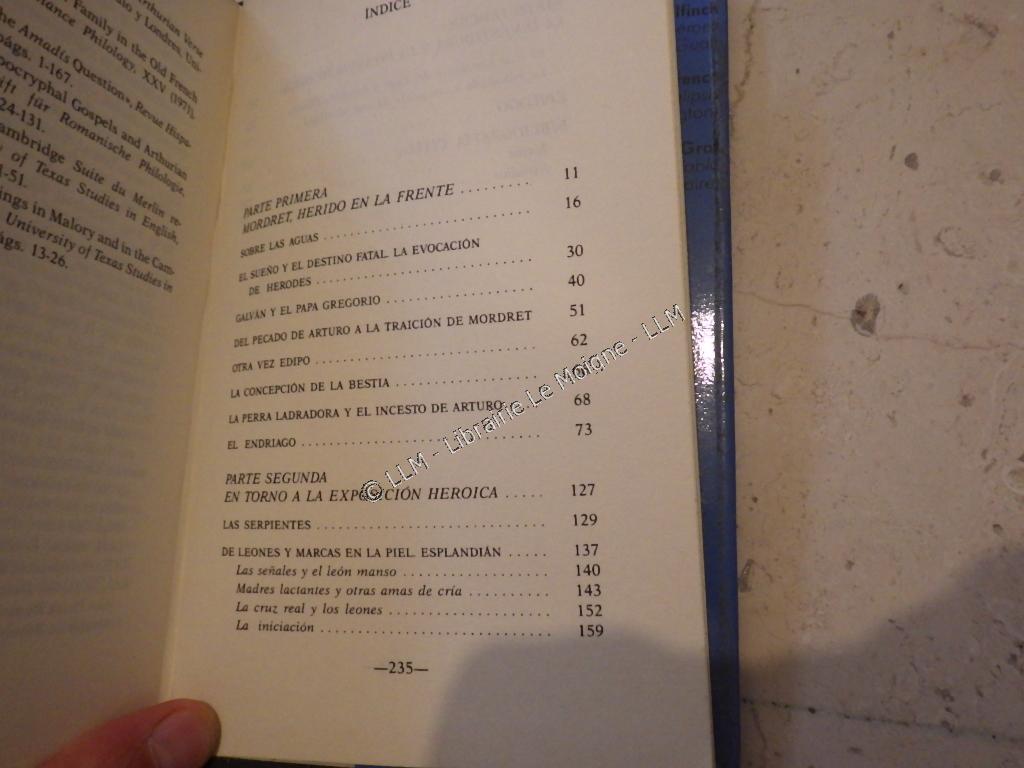 Arthurian Verse
Family in the Old French
Philology, XXV (1971),
págs. 1-167.
Amadís Question», Revue Hispa-
Apocryphal Gospels and Arthurian
für Romanische Philologie,
24-131.
Cambridge Suite du Merlin re-
of Texas Studies in English,
1-51.
ings in Malory and in the Cam-
University of Texas Studies in
págs. 13-26.
INDICE
PARTE PRIMERA
MORDRET, HERIDO EN LA FRENTE ......... 11
SOBRE LAS AGUAS ........................... 16
EL SUEÑO Y EL DESTINO FATAL. LA EVOCACIÓN
DE HERODES ........................... 30
GALVÁN Y EL PAPA GREGORIO ................ 40
DEL PECADO DE ARTURO A LA TRAICIÓN DE MORDRET 51
OTRA VEZ EDIPO ........................... 62
LA CONCEPCIÓN DE LA BESTIA ................
LA PERRA LADRADORA Y EL INCESTO DE ARTURO 68
EL ENDRIAGO ........................... 73
PARTE SEGUNDA
EN TORNO A LA EXPOSICIÓN HEROICA ..... 127
LAS SERPIENTES ........................... 129
DE LEONES Y MARCAS EN LA PIEL. ESPLANDIÁN ..... 137
Las señales y el león manso .................. 140
Madres lactantes y otras amas de cría .......... 143
La cruz real y los leones .................... 152
La iniciación ........................... 159
—235—
© LLM - Librairie Le Moigne - LLM